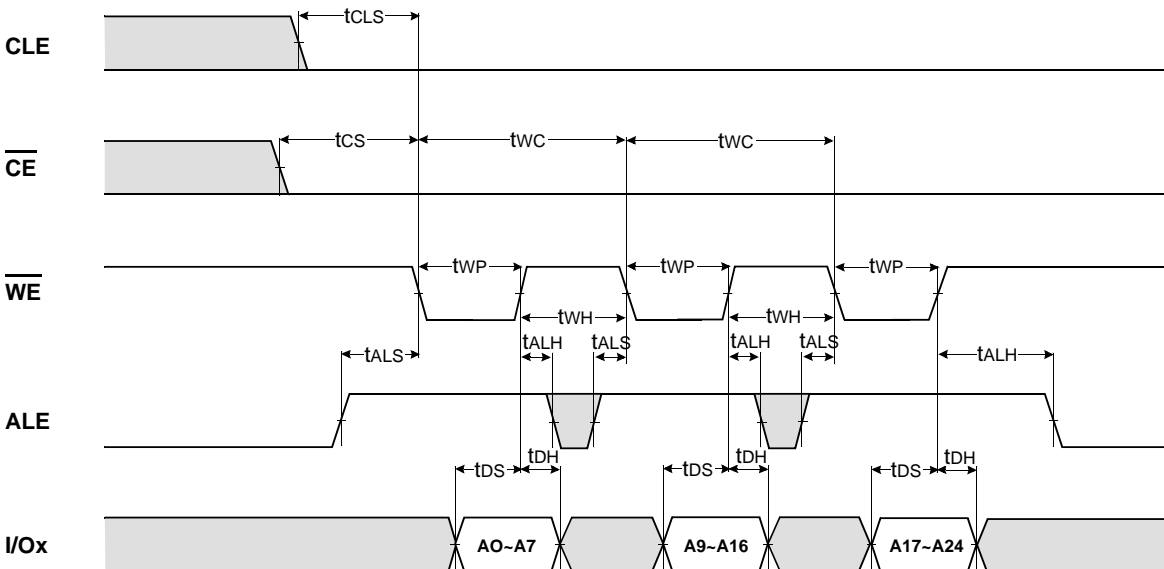 CLE
tCLS
CE
tCS
tWC
tWC
WE
tWP
tWP
tWP
tWH
tWH
tALS
tALH
tALS
tALH
tALS
tALH
ALE
tDS
tDH
tDS
tDH
tDS
tDH
I/Ox
AO~A7
A9~A16
A17~A24